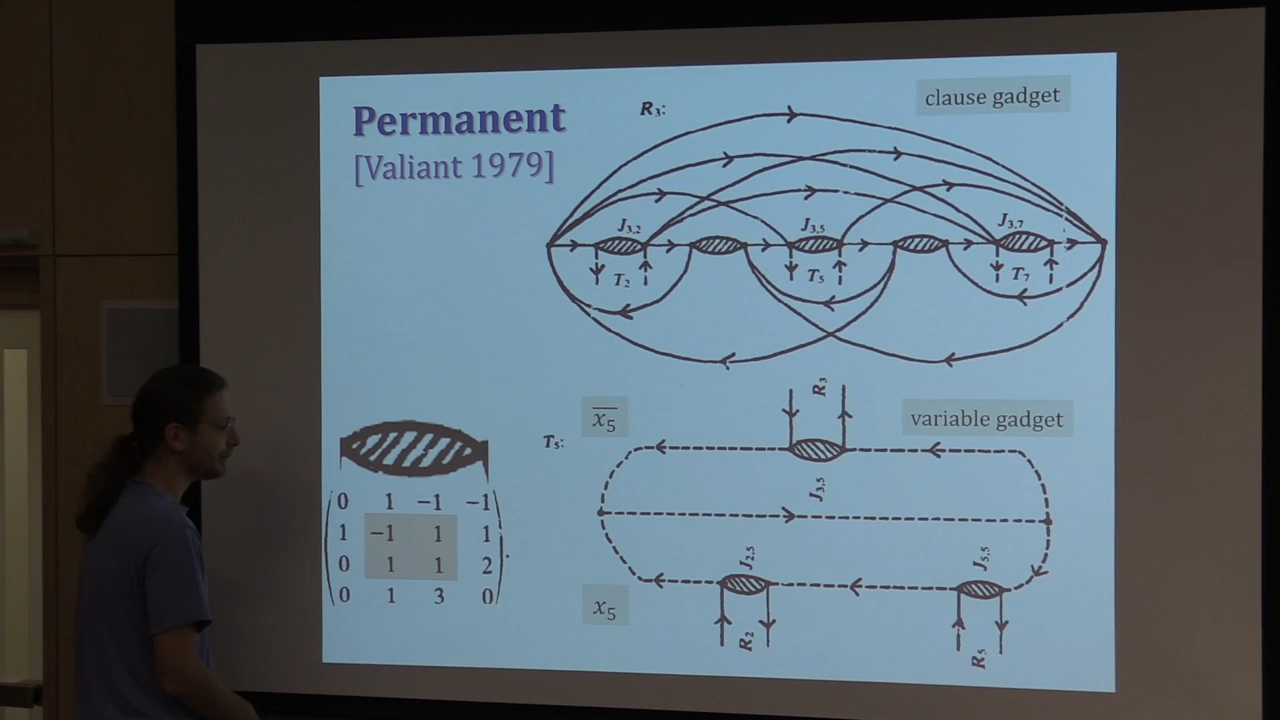 Permanent
[Valiant 1979]
R₃:
clause gadget
J₃,₂
J₃,₅
J₃,₇
T₂
T₅
T₇
R₃
x̅₅
variable gadget
T₅:
J₃,₅
0 1 −1 −1
1 −1 1 1
0 1 1 2
0 1 3 0
.
J₂,₅
J₅,₅
x₅
R₂
R₅